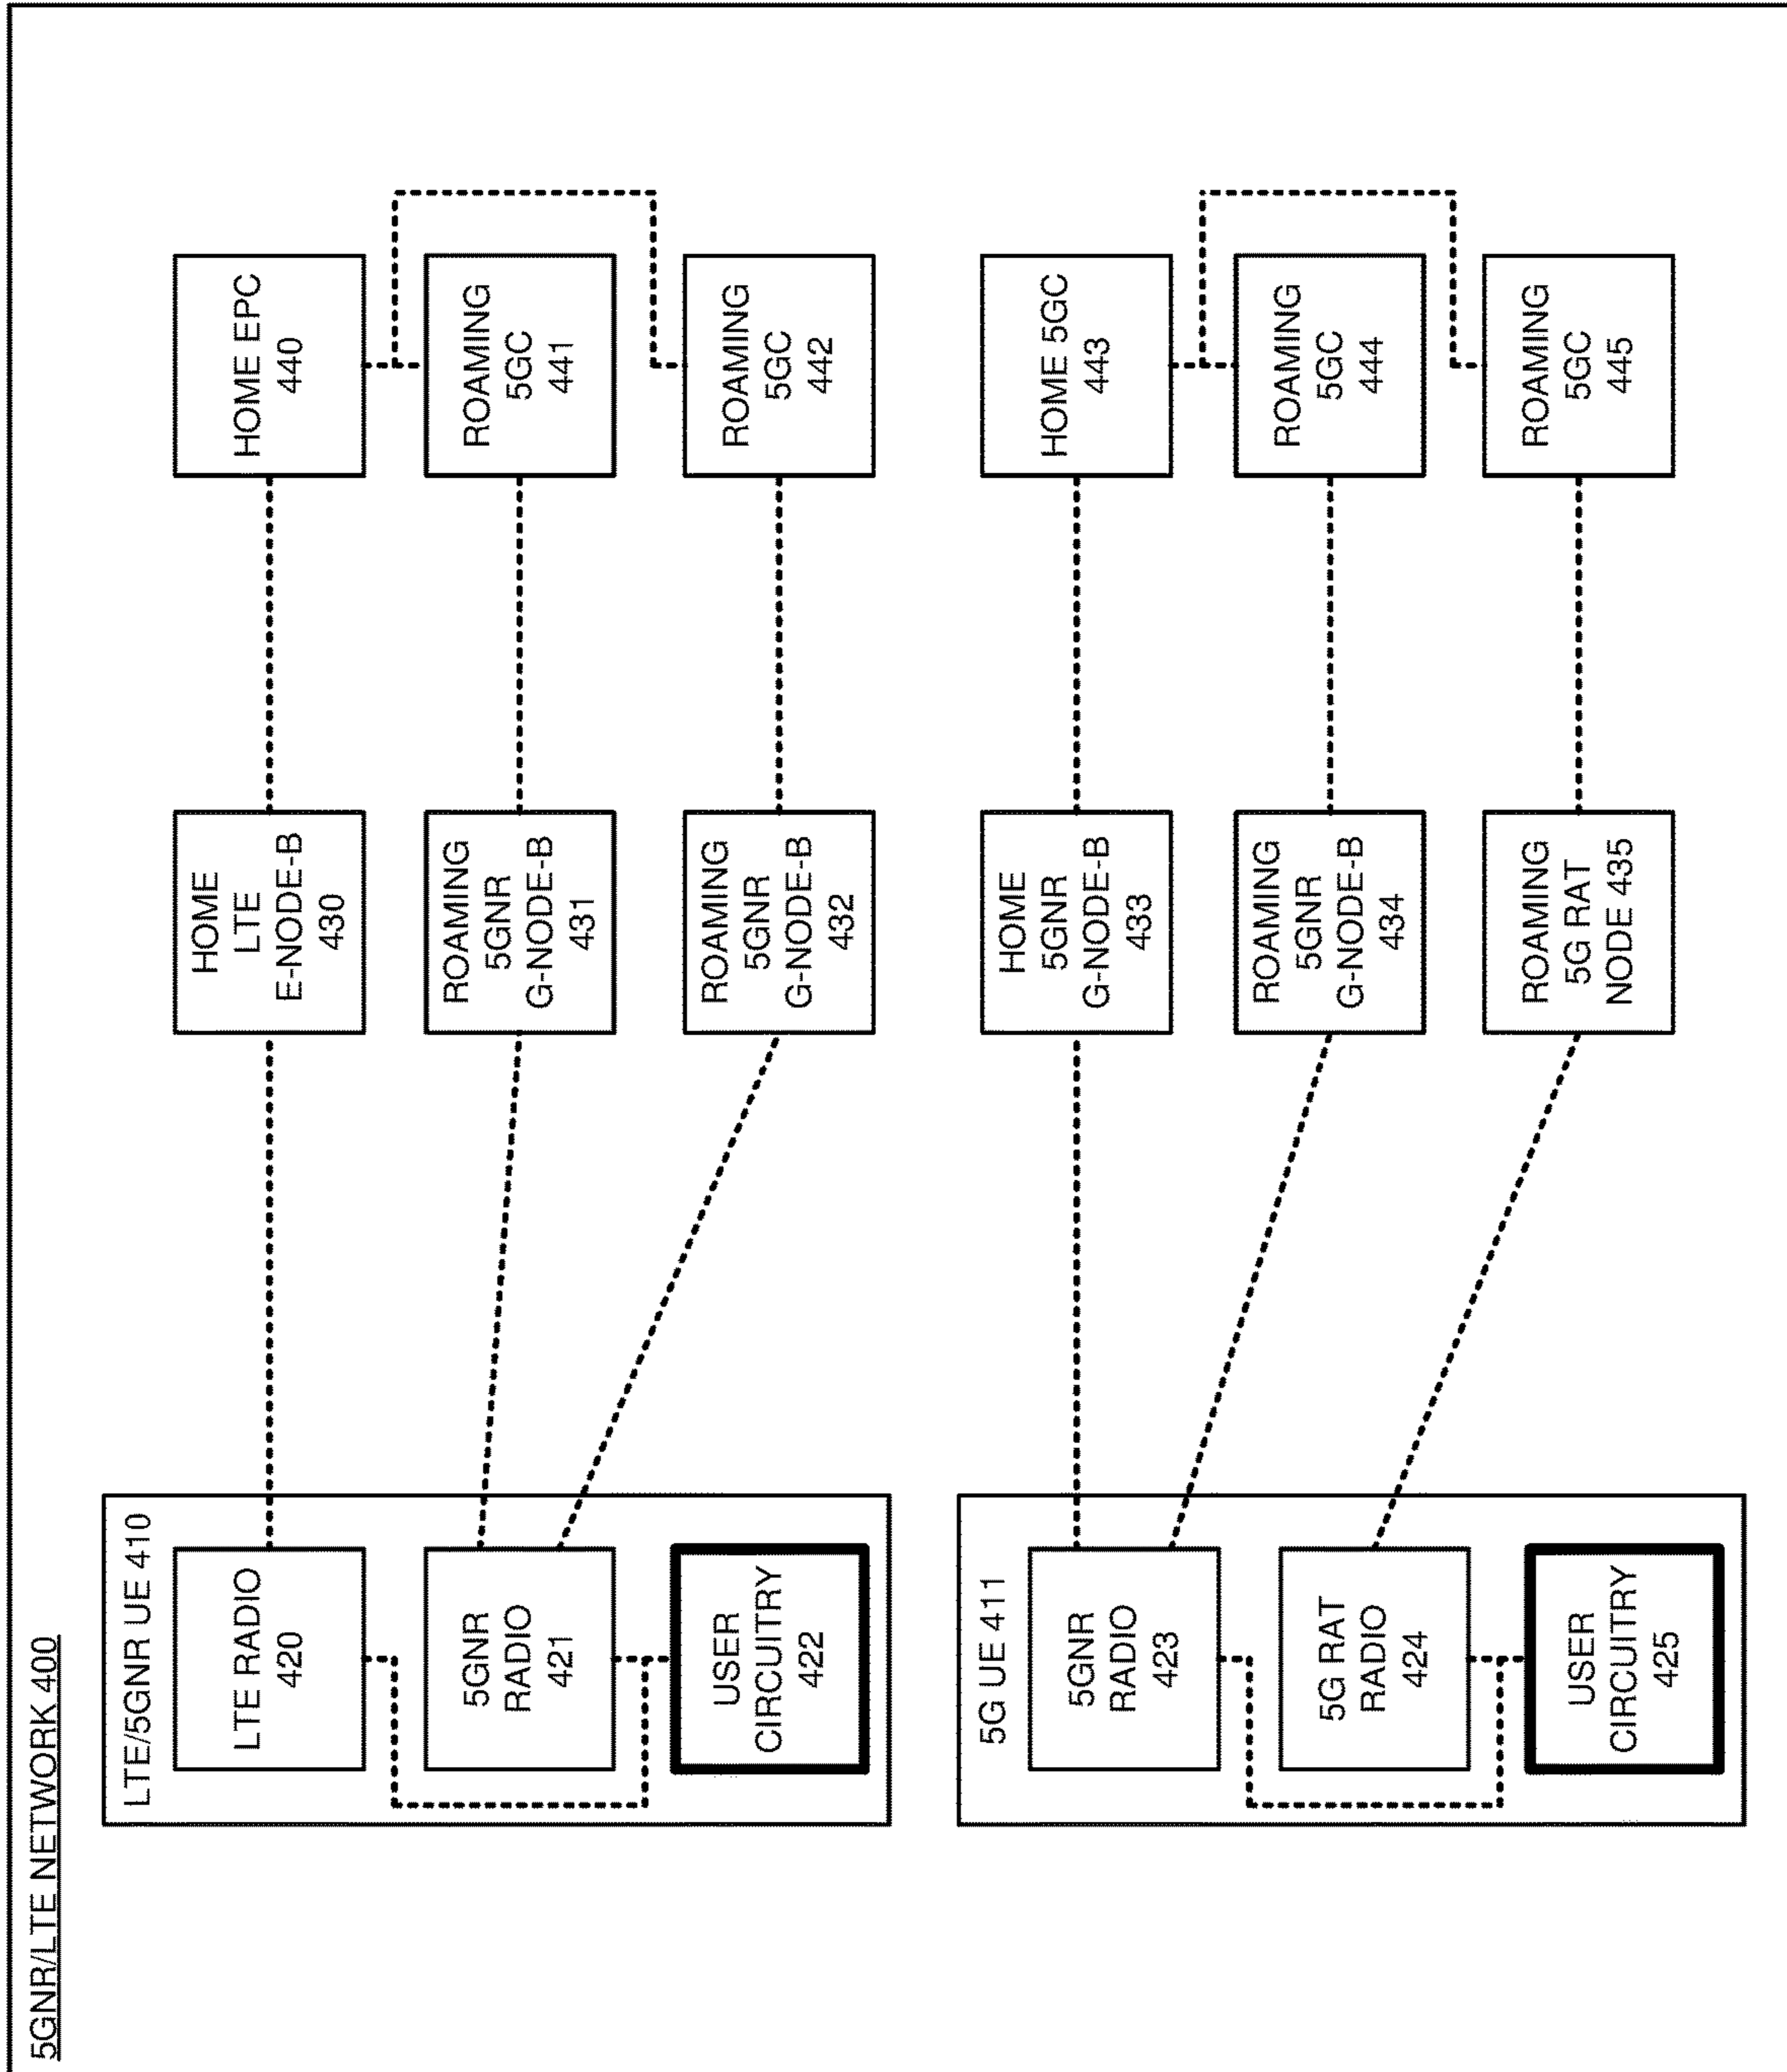 5GNR/LTE NETWORK 400
LTE/5GNR UE 410
LTE RADIO
420
5GNR
RADIO
421
USER
CIRCUITRY
422
HOME
LTE
E-NODE-B
430
ROAMING
5GNR
G-NODE-B
431
ROAMING
5GNR
G-NODE-B
432
HOME EPC
440
ROAMING
5GC
441
ROAMING
5GC
442
5G UE 411
5GNR
RADIO
423
5G RAT
RADIO
424
USER
CIRCUITRY
425
HOME
5GNR
G-NODE-B
433
ROAMING
5GNR
G-NODE-B
434
ROAMING
5G RAT
NODE 435
HOME 5GC
443
ROAMING
5GC
444
ROAMING
5GC
445